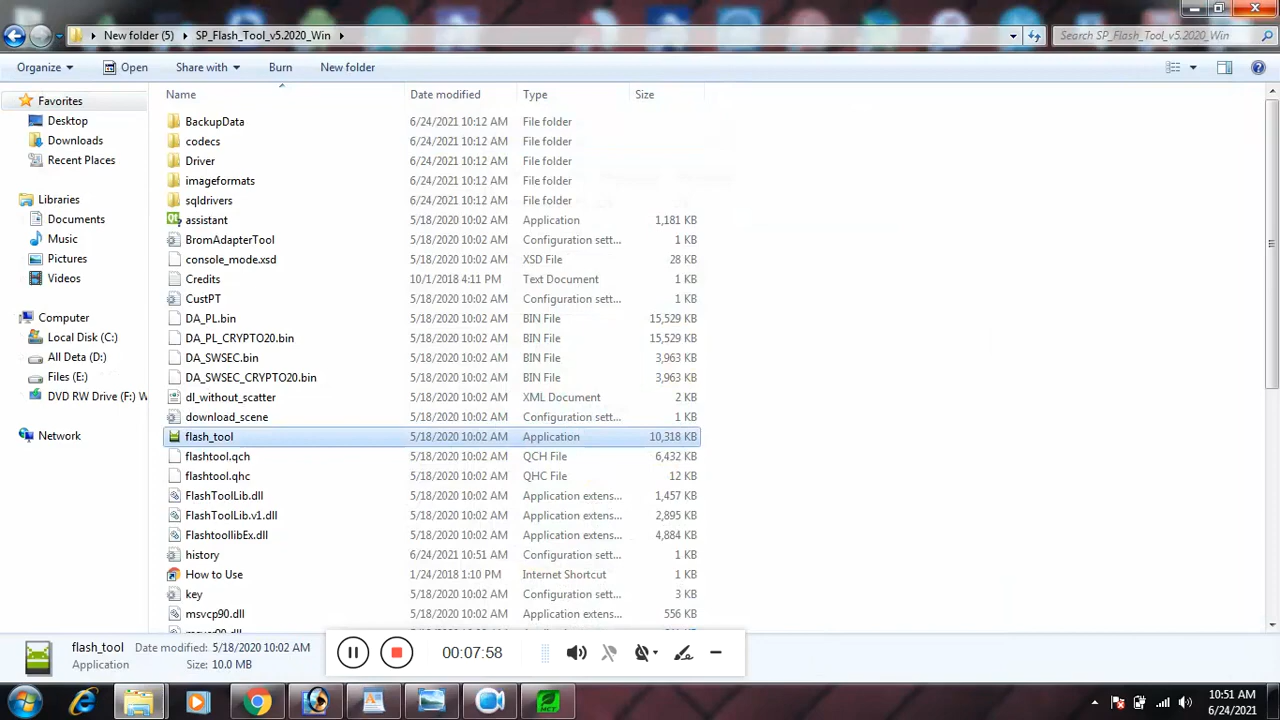 New folder (5) SP_Flash_Tool_v5.2020_Win Search SP_Flash_Tool_v5.2020_Win
Organize Open Share with Burn New folder
Name Date modified Type Size
Favorites
Desktop
Downloads
Recent Places
Libraries
Documents
Music
Pictures
Videos
Computer
Local Disk (C:)
All Deta (D:)
Files (E:)
DVD RW Drive (F:) W
Network
BackupData 6/24/2021 10:12 AM File folder
codecs 6/24/2021 10:12 AM File folder
Driver 6/24/2021 10:12 AM File folder
imageformats 6/24/2021 10:12 AM File folder
sqldrivers 6/24/2021 10:12 AM File folder
assistant 5/18/2020 10:02 AM Application 1,181 KB
BromAdapterTool 5/18/2020 10:02 AM Configuration sett... 1 KB
console_mode.xsd 5/18/2020 10:02 AM XSD File 28 KB
Credits 10/1/2018 4:11 PM Text Document 1 KB
CustPT 5/18/2020 10:02 AM Configuration sett... 1 KB
DA_PL.bin 5/18/2020 10:02 AM BIN File 15,529 KB
DA_PL_CRYPTO20.bin 5/18/2020 10:02 AM BIN File 15,529 KB
DA_SWSEC.bin 5/18/2020 10:02 AM BIN File 3,963 KB
DA_SWSEC_CRYPTO20.bin 5/18/2020 10:02 AM BIN File 3,963 KB
dl_without_scatter 5/18/2020 10:02 AM XML Document 2 KB
download_scene 5/18/2020 10:02 AM Configuration sett... 1 KB
flash_tool 5/18/2020 10:02 AM Application 10,318 KB
flashtool.qch 5/18/2020 10:02 AM QCH File 6,432 KB
flashtool.qhc 5/18/2020 10:02 AM QHC File 12 KB
FlashToolLib.dll 5/18/2020 10:02 AM Application extens... 1,457 KB
FlashToolLib.v1.dll 5/18/2020 10:02 AM Application extens... 2,895 KB
FlashtoollibEx.dll 5/18/2020 10:02 AM Application extens... 4,884 KB
history 6/24/2021 10:51 AM Configuration sett... 1 KB
How to Use 1/24/2018 1:10 PM Internet Shortcut 1 KB
key 5/18/2020 10:02 AM Configuration sett... 3 KB
msvcp90.dll 5/18/2020 10:02 AM Application extens... 556 KB
flash_tool Date modified: 5/18/2020 10:02 AM
Application Size: 10.0 MB
00:07:58
MCT
10:51 AM
6/24/2021